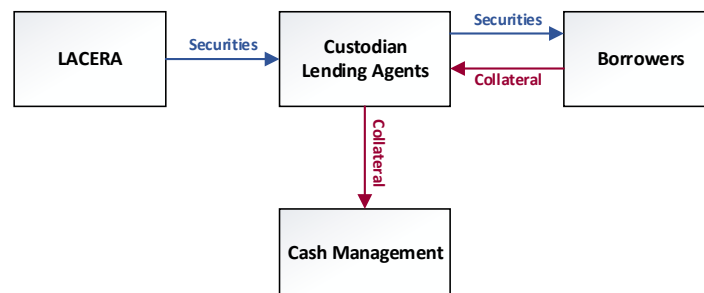 LACERA
Securities
Custodian
Lending Agents
Securities
Collateral
Borrowers
Collateral
Cash Management